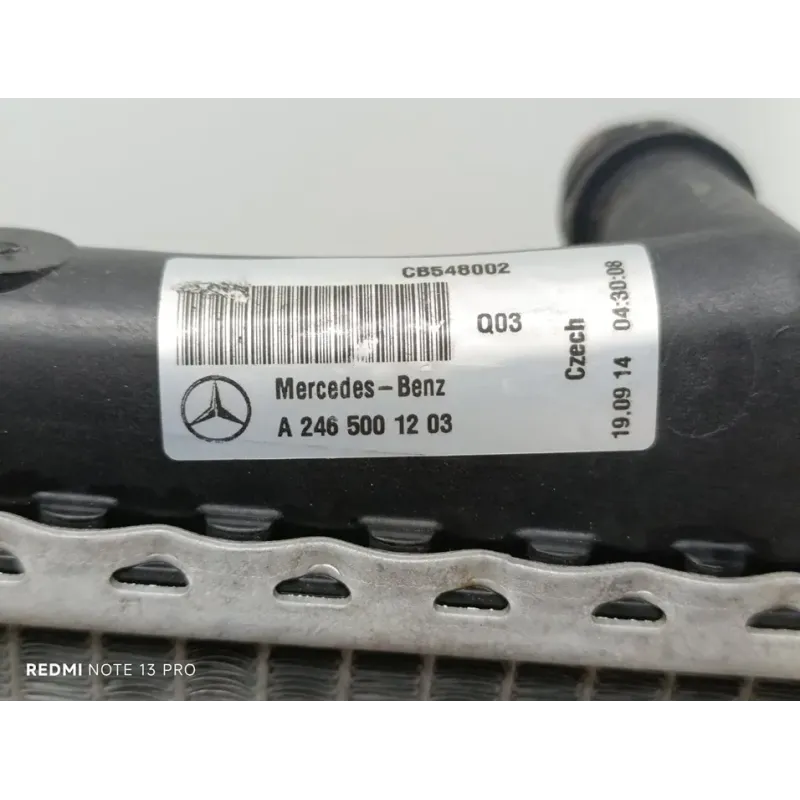 CB548002
Q03
Czech
19.09 14 04:30:08
Mercedes-Benz
A 246 500 12 03
REDMI NOTE 13 PRO